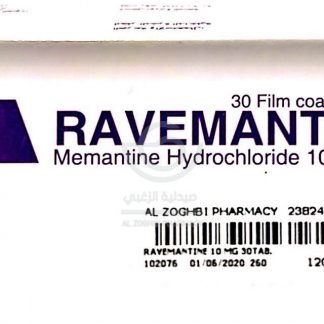 30 Film coa
RAVEMANT
Memantine Hydrochloride 10
صيدلية الزغبي
AL ZOGHBI PHARMACY 23824
RAVEMANTINE 10 MG 30TAB.
102076 01/06/2020 260 120